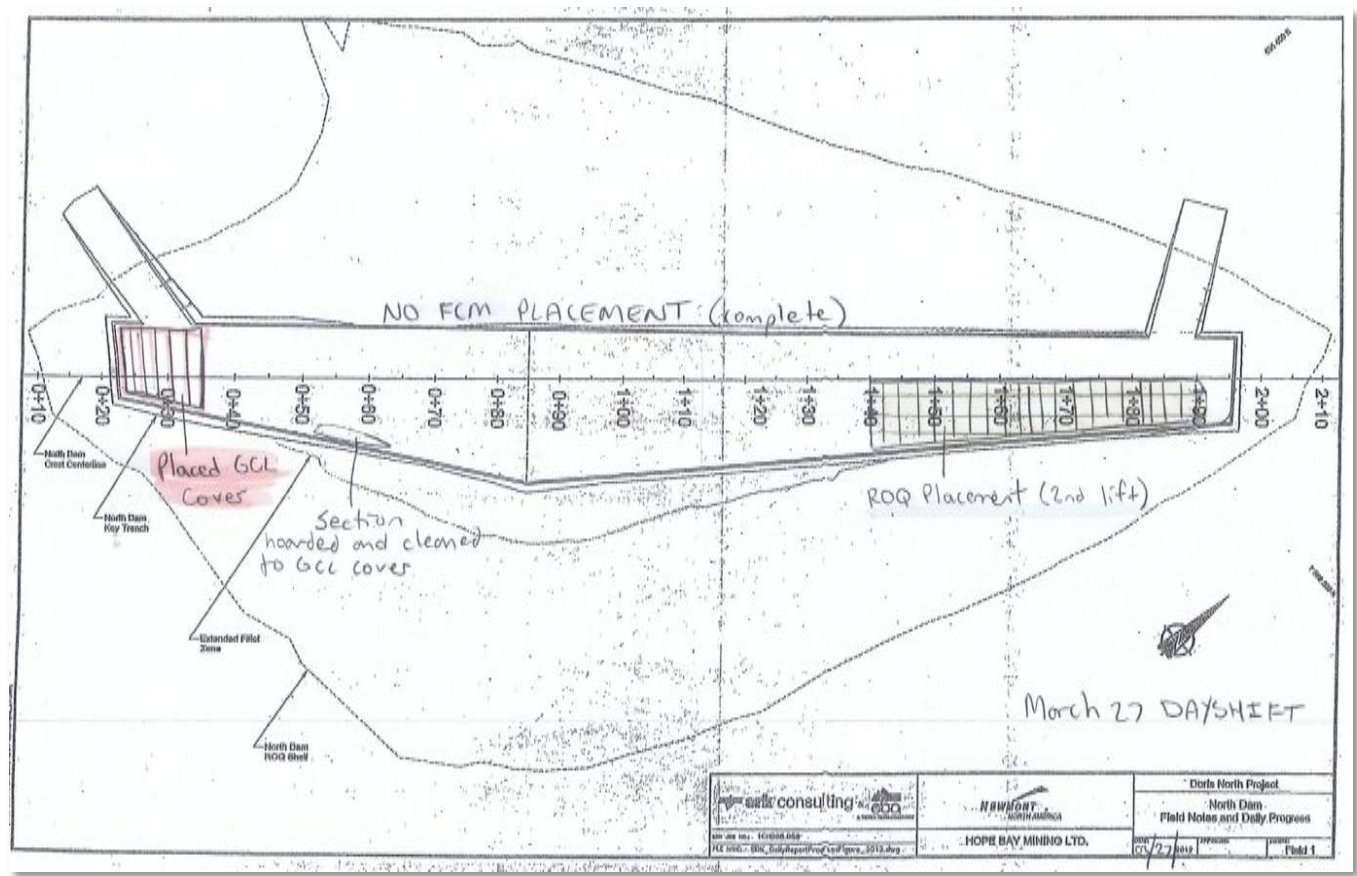 NO FCM PLACEMENT: (complete)
0+10
0+20
0+30
0+40
0+50
0+60
0+70
0+80
0+90
1+00
1+10
1+20
1+30
1+40
1+50
1+60
1+70
1+80
1+90
2+00
2+10
North Dam
Crest Centerline
Placed GCL
Cover
ROQ Placement (2nd lift)
North Dam
Key Trench
Section
hoarded and cleaned
to GCL cover
Extended Fillet
Zone
North Dam
ROQ Shell
March 27 DAYSHIFT
srk consulting
NEWMONT
NORTH AMERICA
HOPE BAY MINING LTD.
Doris North Project
North Dam
Field Notes and Daily Progress
Field 1